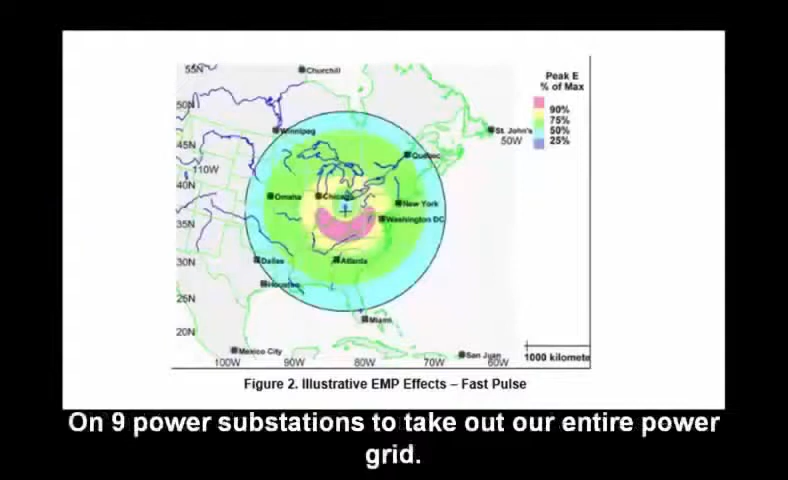 55N
Churchill
Peak E
% of Max
50N
90%
75%
Winnipeg
50%
St. John's
45N
25%
50W
Quebec
110W
40N
Omaha
Chicago
New York
35N
Washington DC
30N
Dallas
Atlanta
Houston
25N
Miami
20N
Mexico City
San Juan
1000 kilomete
100W
90W
80W
70W
60W
Figure 2. Illustrative EMP Effects – Fast Pulse
On 9 power substations to take out our entire power
grid.